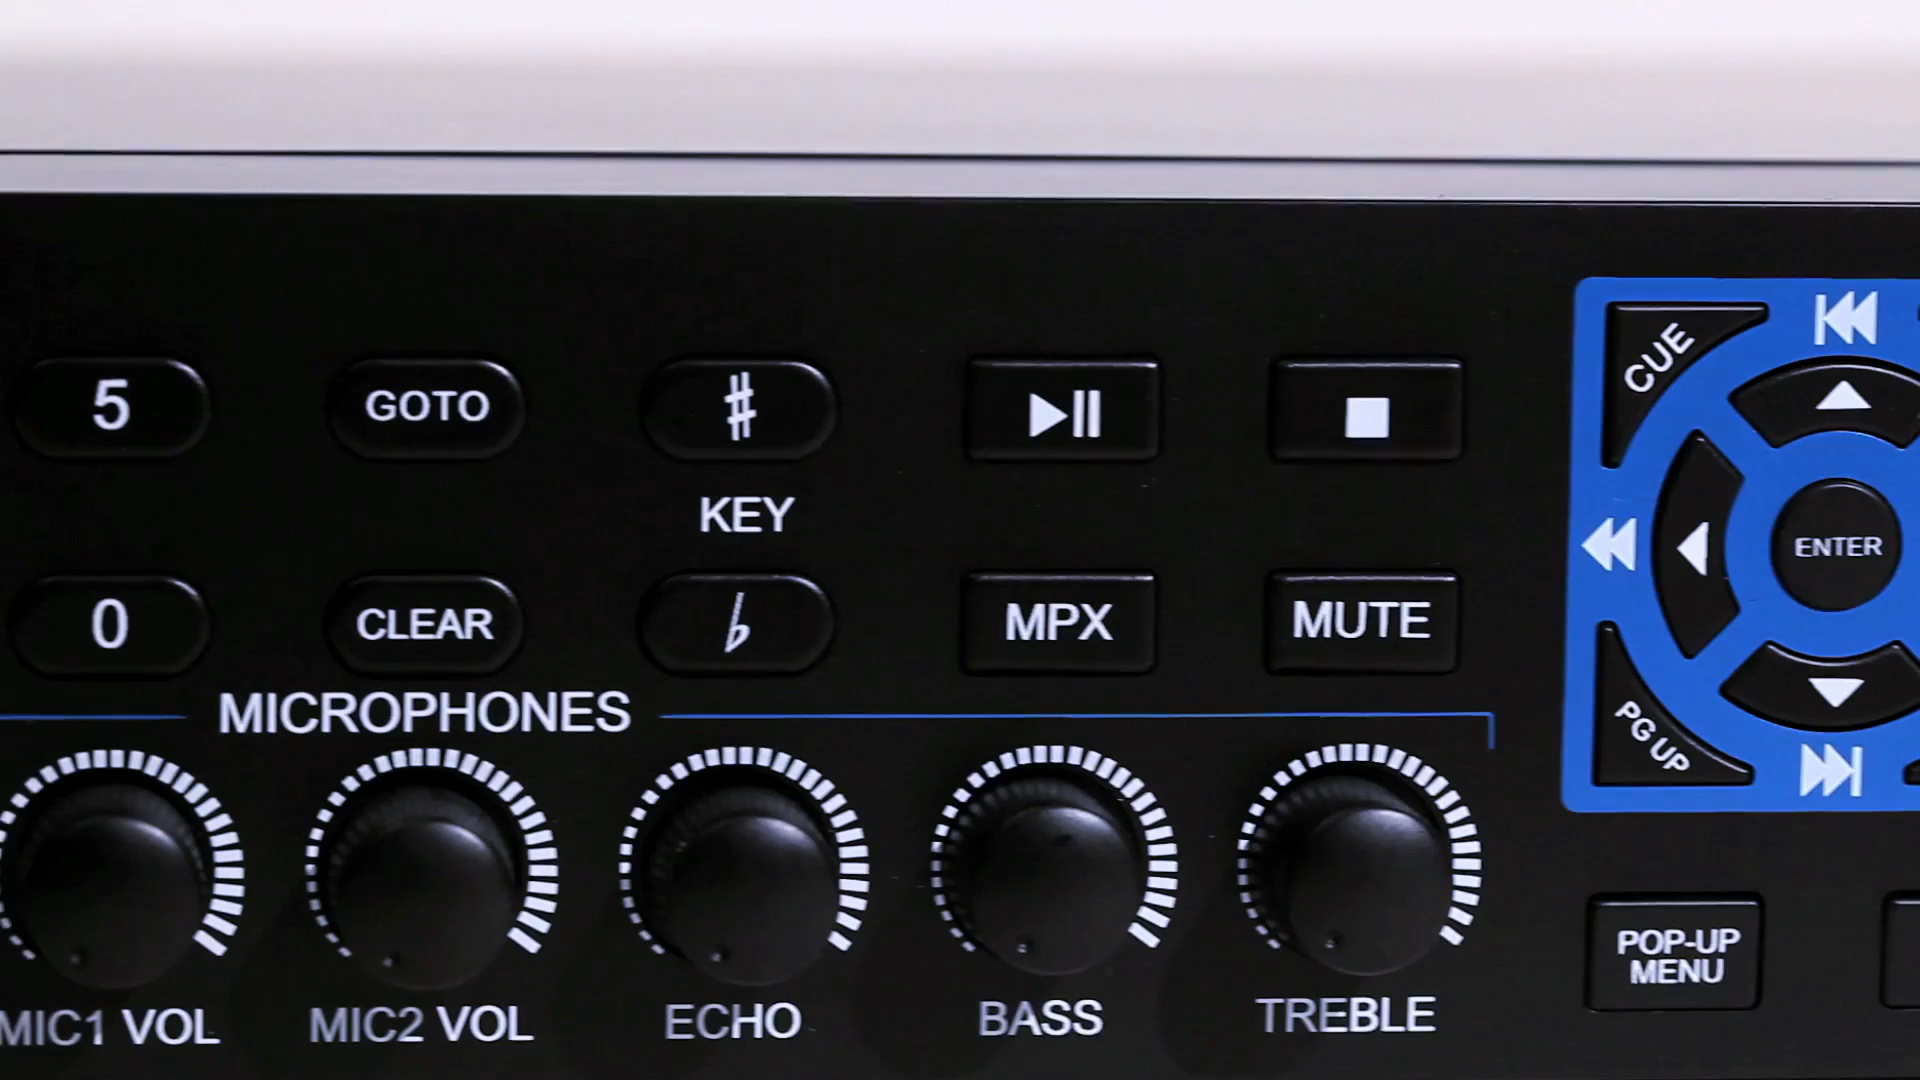 5
GOTO
♯
CUE
KEY
ENTER
0
CLEAR
♭
MPX
MUTE
PG UP
MICROPHONES
POP-UP
MENU
MIC1 VOL
MIC2 VOL
ECHO
BASS
TREBLE